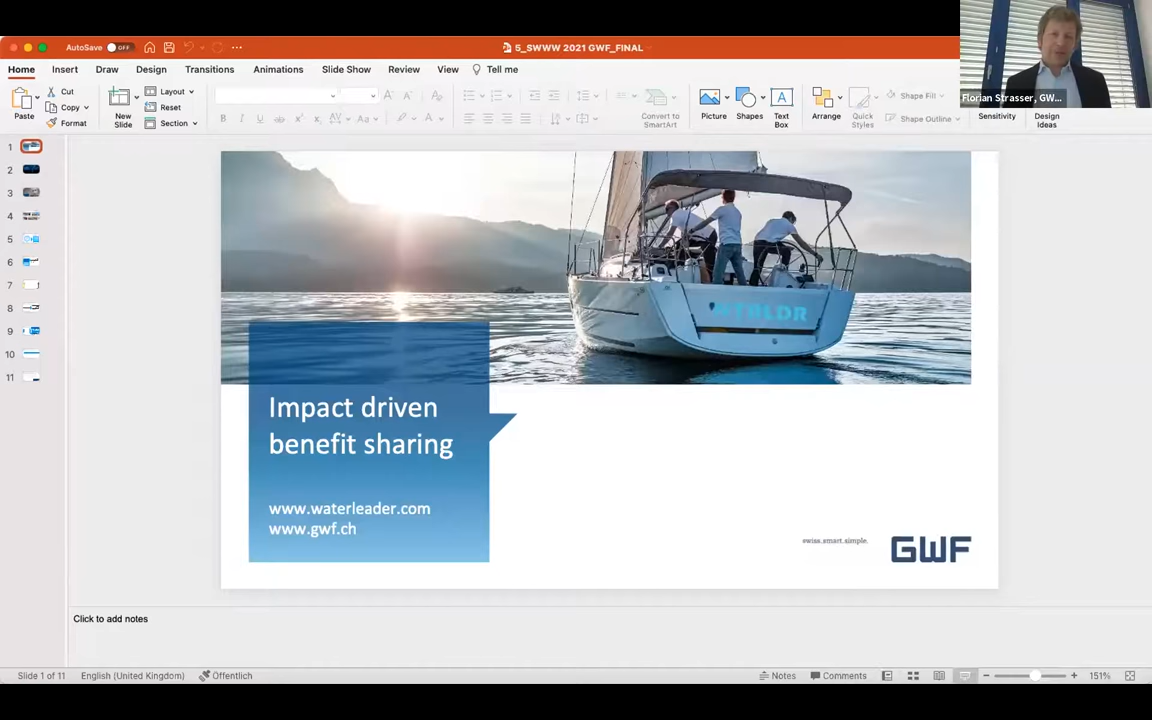 AutoSave
OFF
5_SWWW 2021 GWF_FINAL
Home
Insert
Draw
Design
Transitions
Animations
Slide Show
Review
View
Tell me
Paste
Cut
Copy
Format
New
Slide
Layout
Reset
Section
Convert to
SmartArt
Picture
Shapes
Text
Box
Arrange
Quick
Styles
Shape Fill
Shape Outline
Sensitivity
Design
Ideas
Florian Strasser, GW...
1
2
3
4
5
6
7
8
9
10
11
WTRLDR
Impact driven
benefit sharing
www.waterleader.com
www.gwf.ch
swiss.smart.simple.
GWF
Click to add notes
Slide 1 of 11
English (United Kingdom)
Öffentlich
Notes
Comments
151%